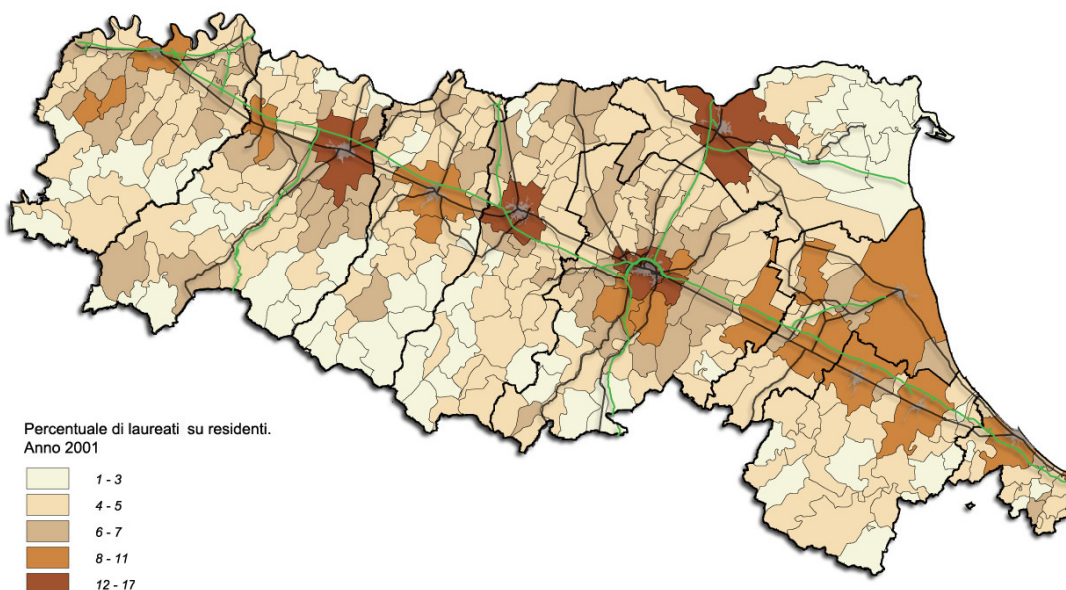 Percentuale di laureati su residenti.
Anno 2001
1 - 3
4 - 5
6 - 7
8 - 11
12 - 17